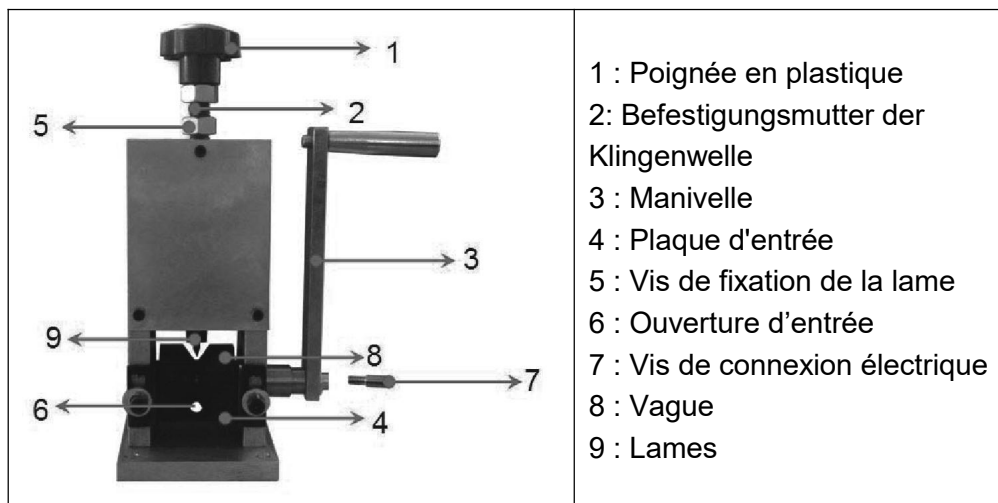 1
2
5
3
9
8
7
6
4
1 : Poignée en plastique
2: Befestigungsmutter der
Klingenwelle
3 : Manivelle
4 : Plaque d'entrée
5 : Vis de fixation de la lame
6 : Ouverture d’entrée
7 : Vis de connexion électrique
8 : Vague
9 : Lames